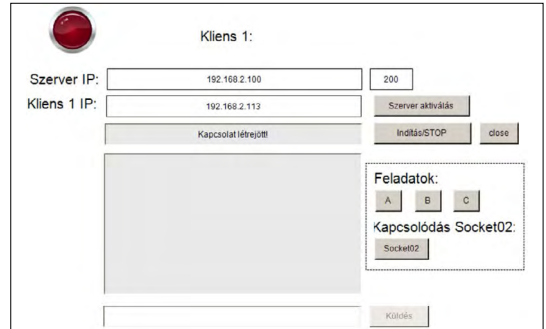 Kliens 1:
Szerver IP: 192.168.2.100 200
Kliens 1 IP: 192.168.2.113 Szerver aktiválás
Kapcsolat létrejött! Indítás/STOP close
Feladatok:
A B C
Kapcsolódás Socket02:
Socket02
Küldés